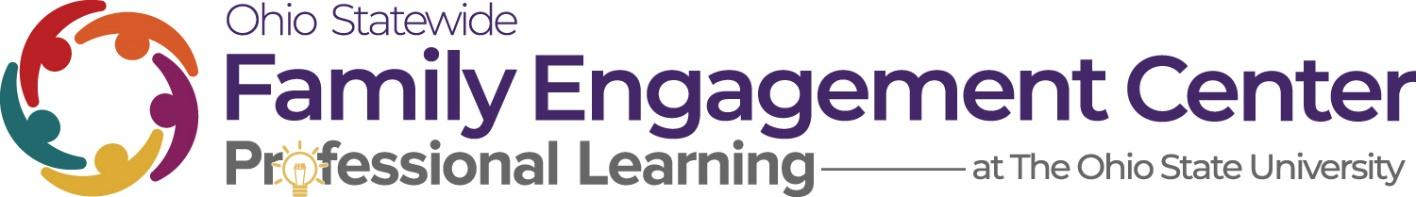 Ohio Statewide
Family Engagement Center
Professional Learning at The Ohio State University